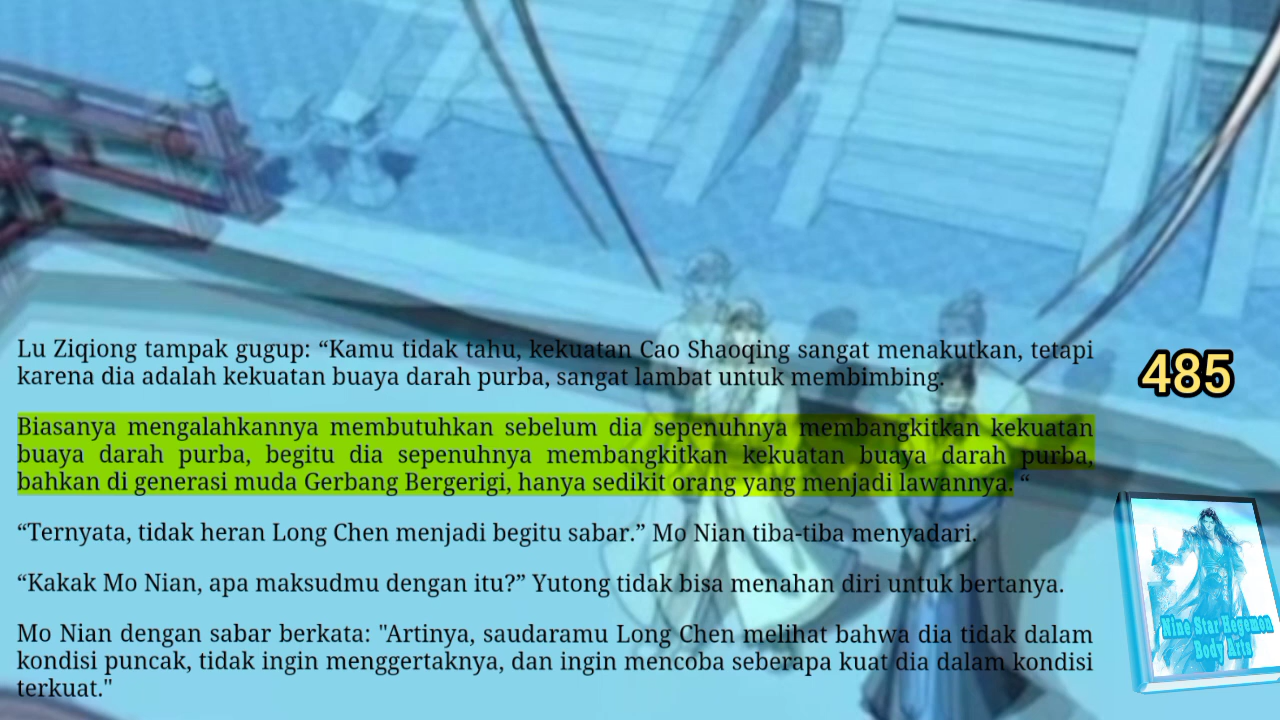 Lu Ziqiong tampak gugup: “Kamu tidak tahu, kekuatan Cao Shaoqing sangat menakutkan, tetapi
karena dia adalah kekuatan buaya darah purba, sangat lambat untuk membimbing.
Biasanya mengalahkannya membutuhkan sebelum dia sepenuhnya membangkitkan kekuatan
buaya darah purba, begitu dia sepenuhnya membangkitkan kekuatan buaya darah purba,
bahkan di generasi muda Gerbang Bergerigi, hanya sedikit orang yang menjadi lawannya. “
“Ternyata, tidak heran Long Chen menjadi begitu sabar.” Mo Nian tiba-tiba menyadari.
“Kakak Mo Nian, apa maksudmu dengan itu?” Yutong tidak bisa menahan diri untuk bertanya.
Mo Nian dengan sabar berkata: "Artinya, saudaramu Long Chen melihat bahwa dia tidak dalam
kondisi puncak, tidak ingin menggertaknya, dan ingin mencoba seberapa kuat dia dalam kondisi
terkuat."
485
Nine Star Hegemon
Body Arts